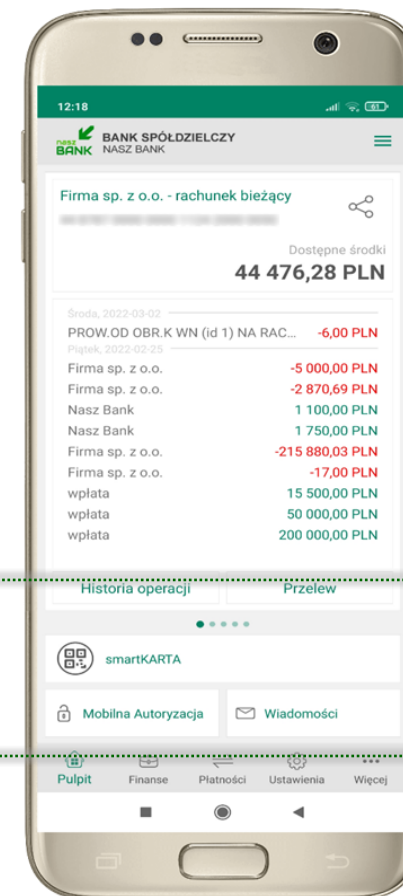 12:18
61
nasz BANK BANK SPÓŁDZIELCZY
NASZ BANK
Firma sp. z o.o. - rachunek bieżący
Dostępne środki
44 476,28 PLN
Środa, 2022-03-02
PROW.OD OBR.K WN (id 1) NA RAC... -6,00 PLN
Piątek, 2022-02-25
Firma sp. z o.o. -5 000,00 PLN
Firma sp. z o.o. -2 870,69 PLN
Nasz Bank 1 100,00 PLN
Nasz Bank 1 750,00 PLN
Firma sp. z o.o. -215 880,03 PLN
Firma sp. z o.o. -17,00 PLN
wpłata 15 500,00 PLN
wpłata 50 000,00 PLN
wpłata 200 000,00 PLN
Historia operacji Przelew
smartKARTA
Mobilna Autoryzacja Wiadomości
Pulpit Finanse Płatności Ustawienia Więcej